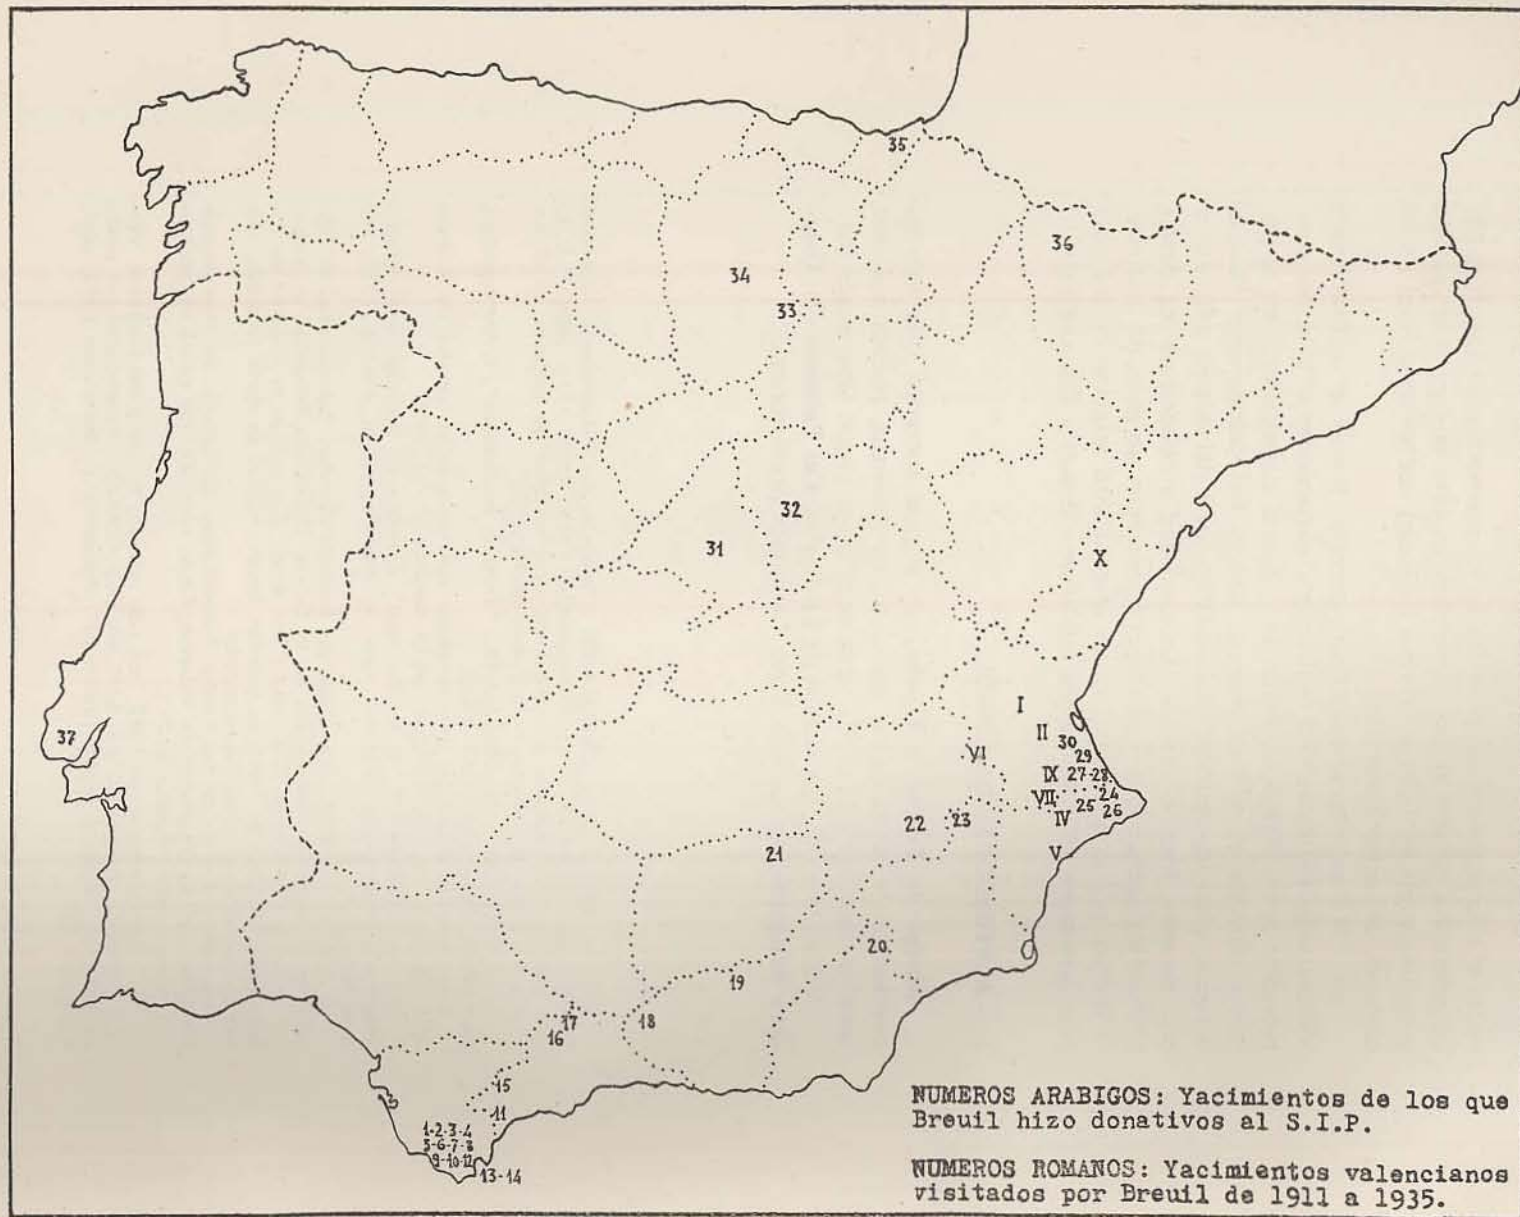 35
36
34
33
32
31
X
I
II
30
29
VI
IX 27-28
VII 25 24
IV 26
37
22 23
V
21
20
19
18
17
16
15
11
1-2-3-4
5-6-7-8
9-10-12
13-14
NUMEROS ARABIGOS: Yacimientos de los que
Breuil hizo donativos al S.I.P.
NUMEROS ROMANOS: Yacimientos valencianos
visitados por Breuil de 1911 a 1935.